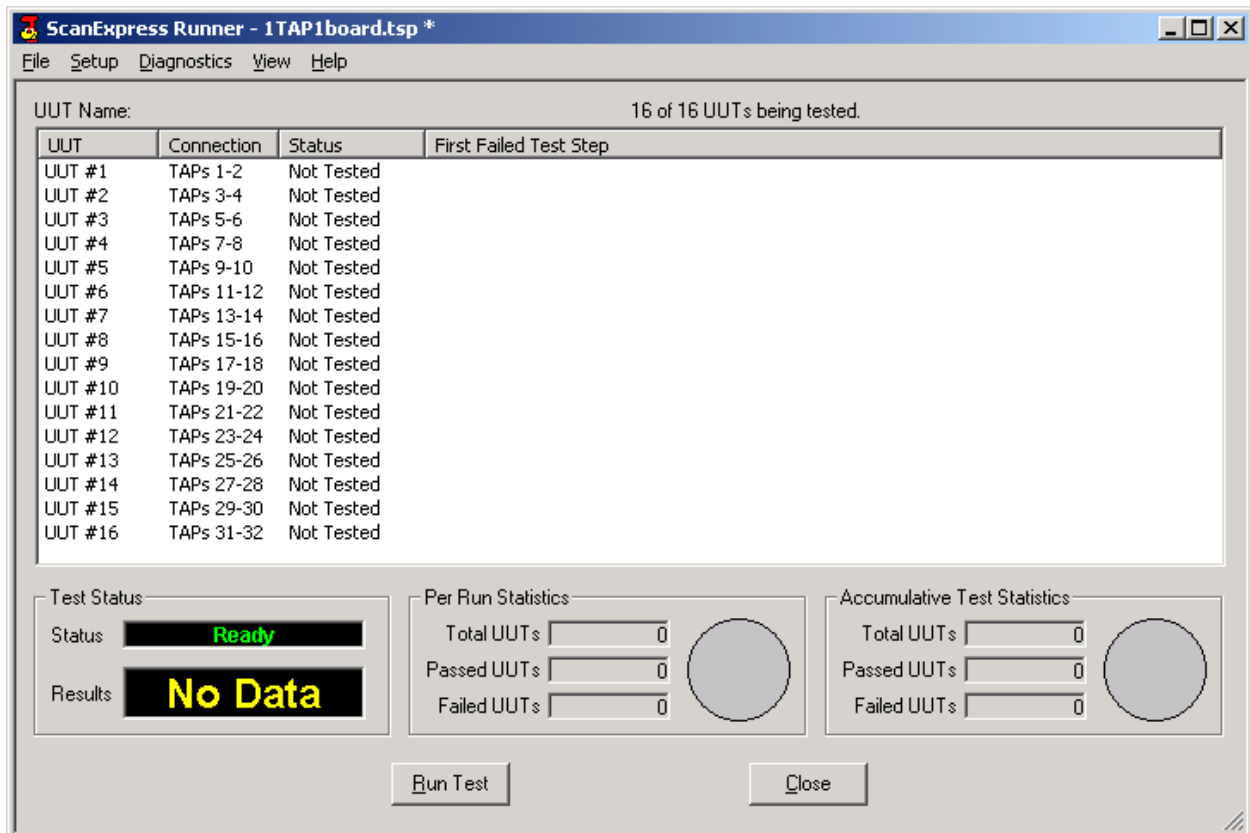 ScanExpress Runner - 1TAP1board.tsp *
File Setup Diagnostics View Help
UUT Name: 16 of 16 UUTs being tested.
UUT Connection Status First Failed Test Step
UUT #1 TAPs 1-2 Not Tested
UUT #2 TAPs 3-4 Not Tested
UUT #3 TAPs 5-6 Not Tested
UUT #4 TAPs 7-8 Not Tested
UUT #5 TAPs 9-10 Not Tested
UUT #6 TAPs 11-12 Not Tested
UUT #7 TAPs 13-14 Not Tested
UUT #8 TAPs 15-16 Not Tested
UUT #9 TAPs 17-18 Not Tested
UUT #10 TAPs 19-20 Not Tested
UUT #11 TAPs 21-22 Not Tested
UUT #12 TAPs 23-24 Not Tested
UUT #13 TAPs 25-26 Not Tested
UUT #14 TAPs 27-28 Not Tested
UUT #15 TAPs 29-30 Not Tested
UUT #16 TAPs 31-32 Not Tested
Test Status
Status Ready
Results No Data
Per Run Statistics
Total UUTs 0
Passed UUTs 0
Failed UUTs 0
Accumulative Test Statistics
Total UUTs 0
Passed UUTs 0
Failed UUTs 0
Run Test Close